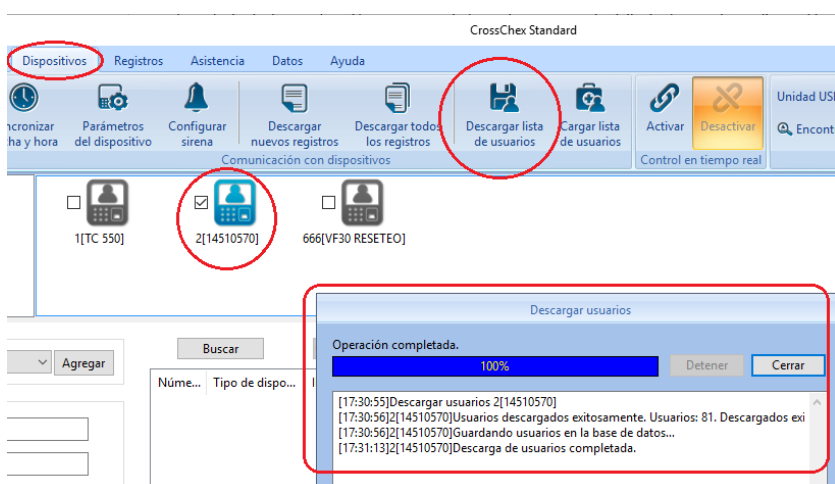 CrossChex Standard
Dispositivos Registros Asistencia Datos Ayuda
Parámetros Configurar Descargar Descargar todos Descargar lista Cargar lista Activar Desactivar Unidad
ha y hora del dispositivo sirena nuevos registros los registros de usuarios de usuarios
Comunicación con dispositivos Control en tiempo real
1[TC 550] 2[14510570] 666[VF30 RESETEO]
Descargar usuarios
Agregar Buscar Operación completada.
100% Detener Cerrar
Núme... Tipo de dispo...
[17:30:55]Descargar usuarios 2[14510570]
[17:30:56]2[14510570]Usuarios descargados exitosamente. Usuarios: 81. Descargados exi
[17:30:56]2[14510570]Guardando usuarios en la base de datos...
[17:31:13]2[14510570]Descarga de usuarios completada.